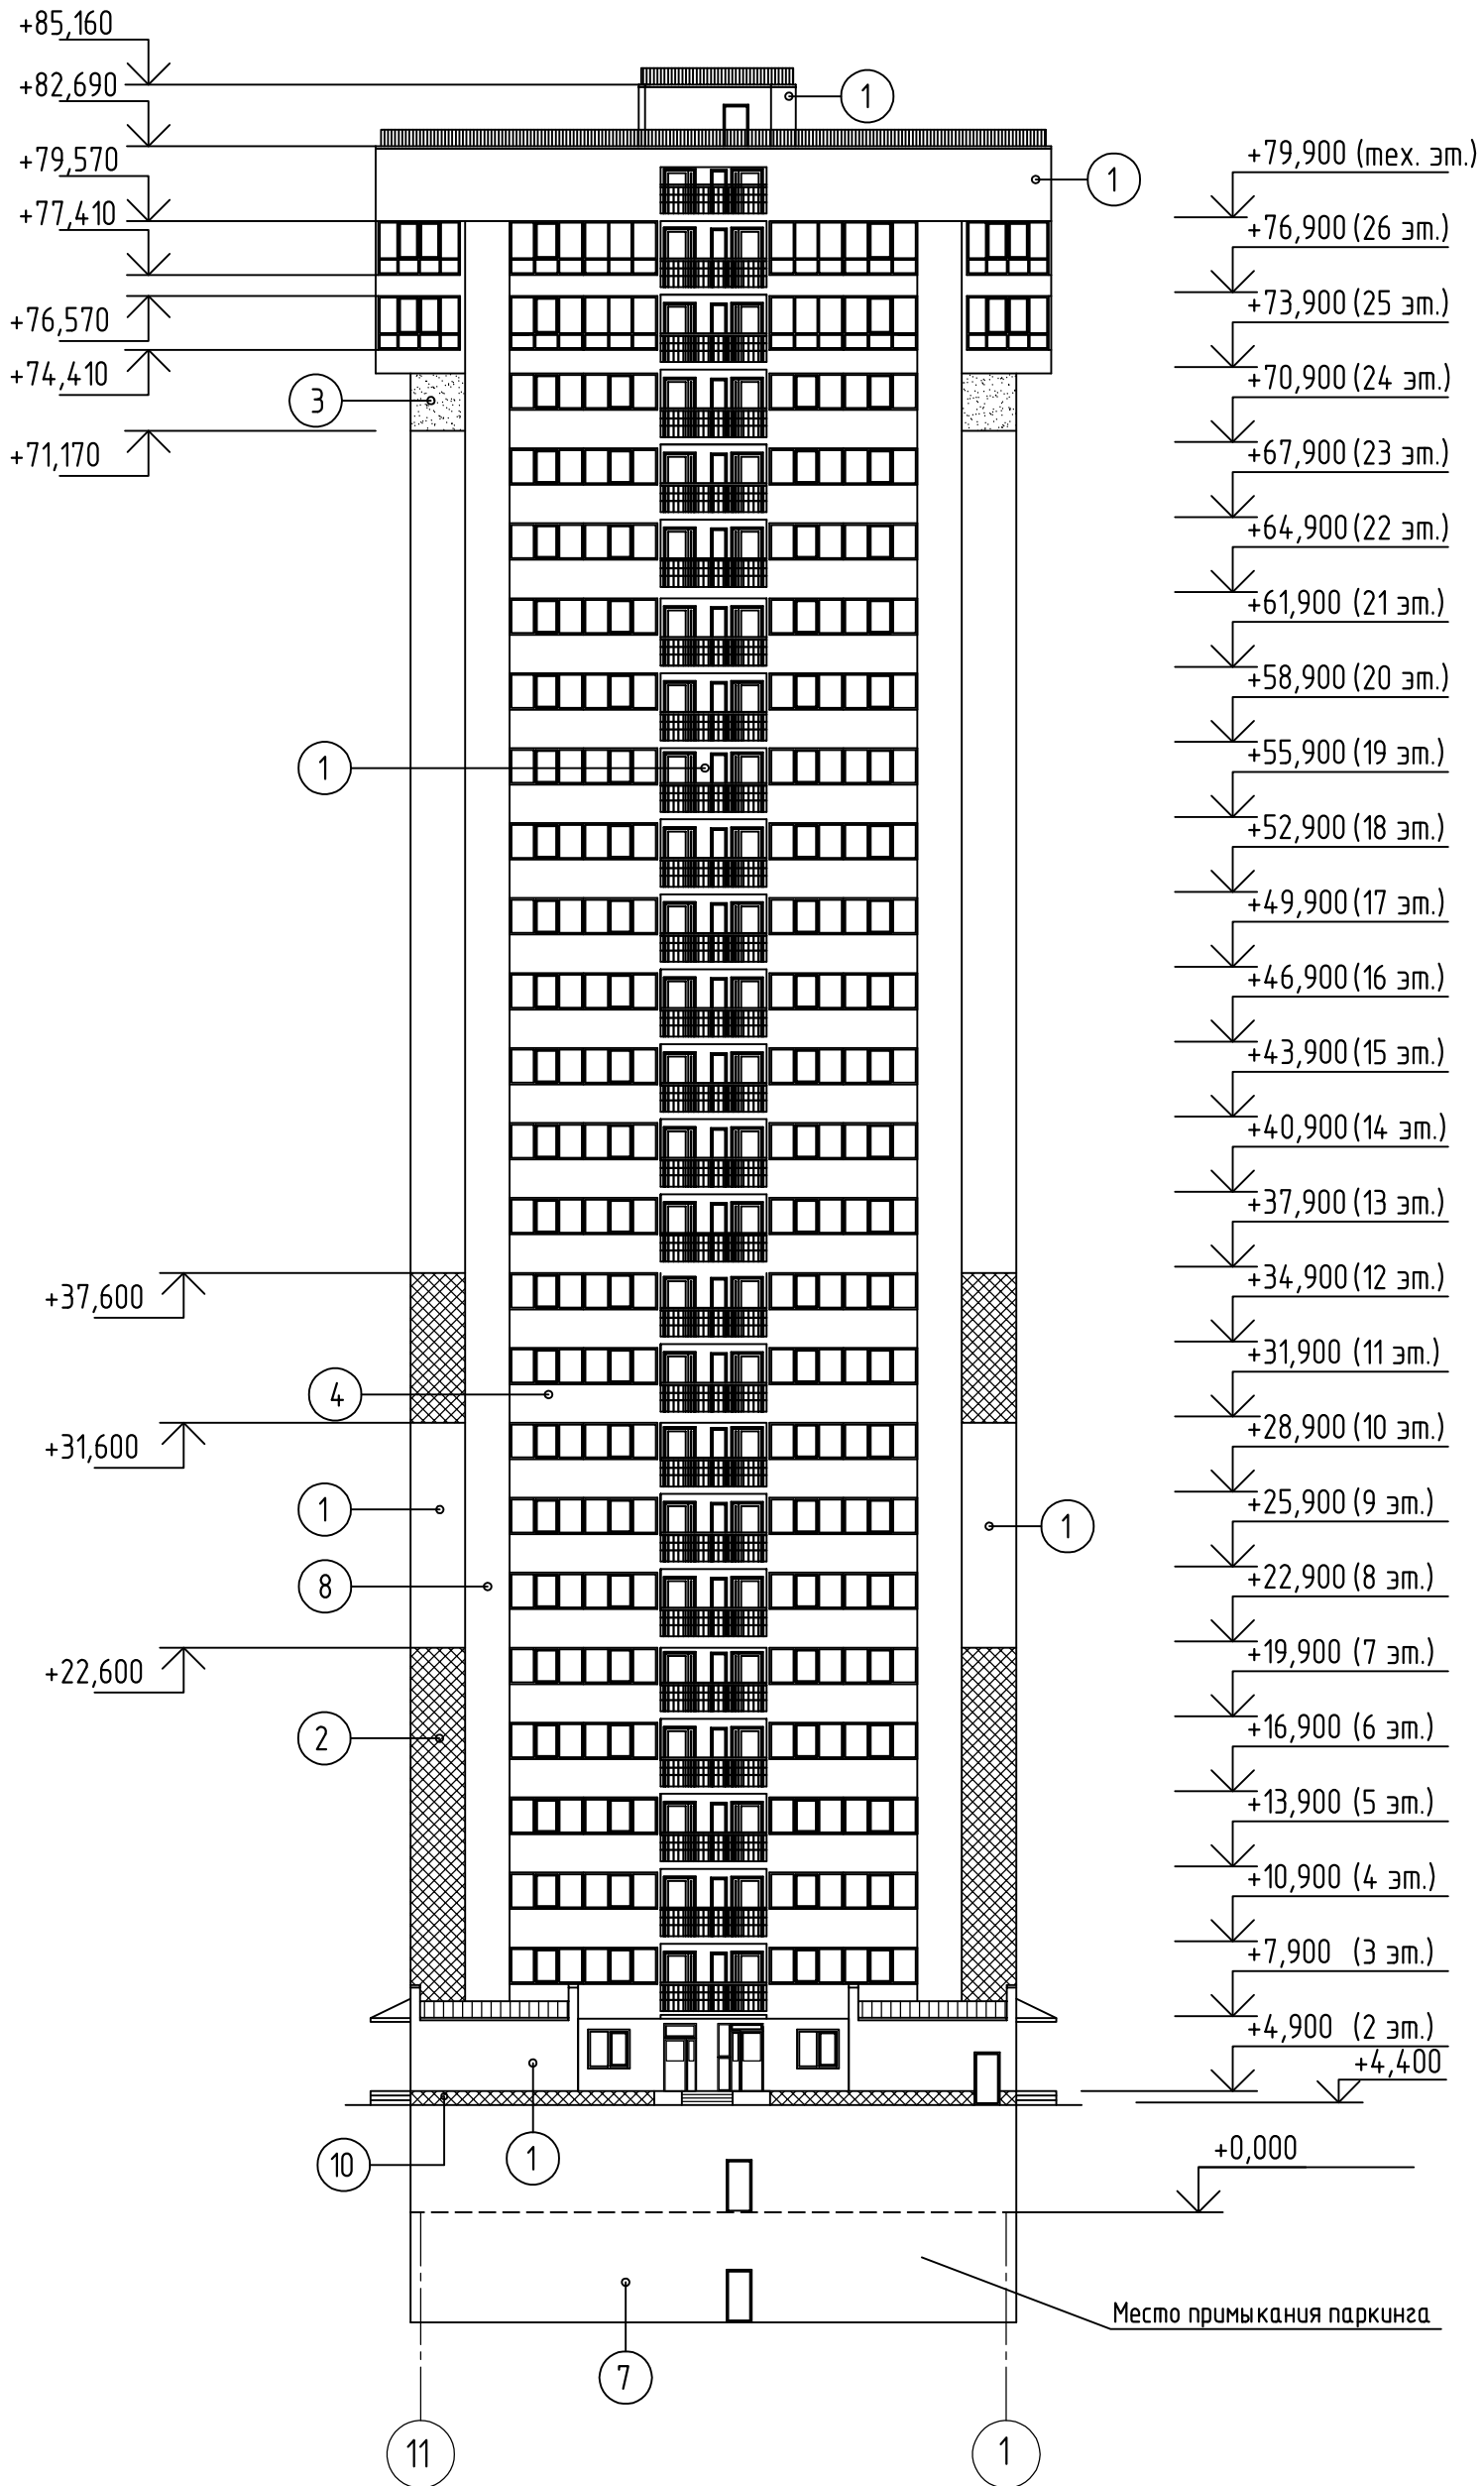 +85,160
+82,690
+79,570
+77,410
+76,570
+74,410
+71,170
+37,600
+31,600
+22,600
1
1
3
1
4
1
8
1
2
10
1
7
11
1
+79,900 (тех. эт.)
+76,900 (26 эт.)
+73,900 (25 эт.)
+70,900 (24 эт.)
+67,900 (23 эт.)
+64,900 (22 эт.)
+61,900 (21 эт.)
+58,900 (20 эт.)
+55,900 (19 эт.)
+52,900 (18 эт.)
+49,900 (17 эт.)
+46,900 (16 эт.)
+43,900 (15 эт.)
+40,900 (14 эт.)
+37,900 (13 эт.)
+34,900 (12 эт.)
+31,900 (11 эт.)
+28,900 (10 эт.)
+25,900 (9 эт.)
+22,900 (8 эт.)
+19,900 (7 эт.)
+16,900 (6 эт.)
+13,900 (5 эт.)
+10,900 (4 эт.)
+7,900 (3 эт.)
+4,900 (2 эт.)
+4,400
+0,000
Место примыкания паркинга